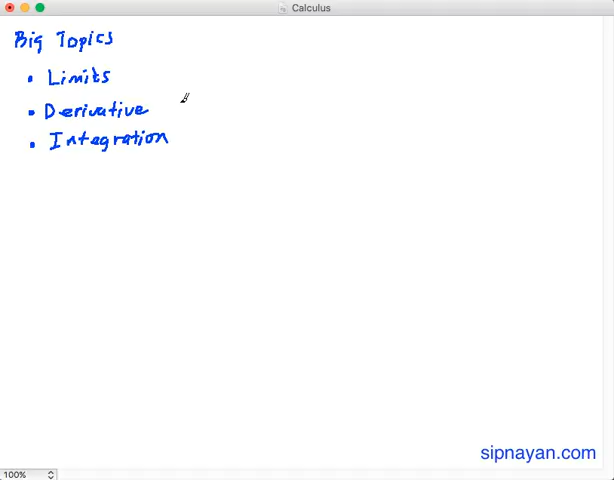 Calculus
Big Topics
• Limits
• Derivative
• Integration
sipnayan.com
100%